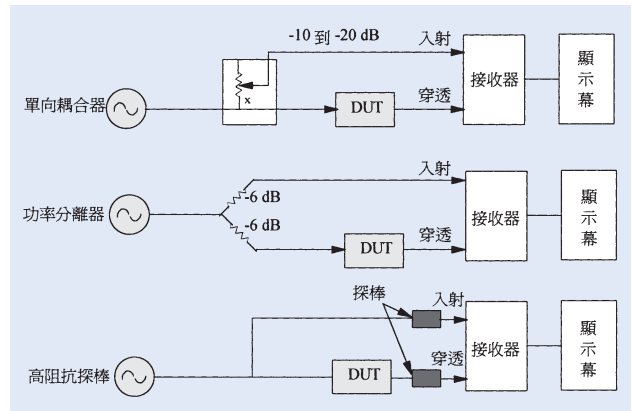 -10 到 -20 dB
入射
x
單向耦合器
DUT
穿透
接收器
顯示幕
入射
-6 dB
功率分離器
-6 dB
DUT
穿透
接收器
顯示幕
探棒
入射
高阻抗探棒
DUT
穿透
接收器
顯示幕